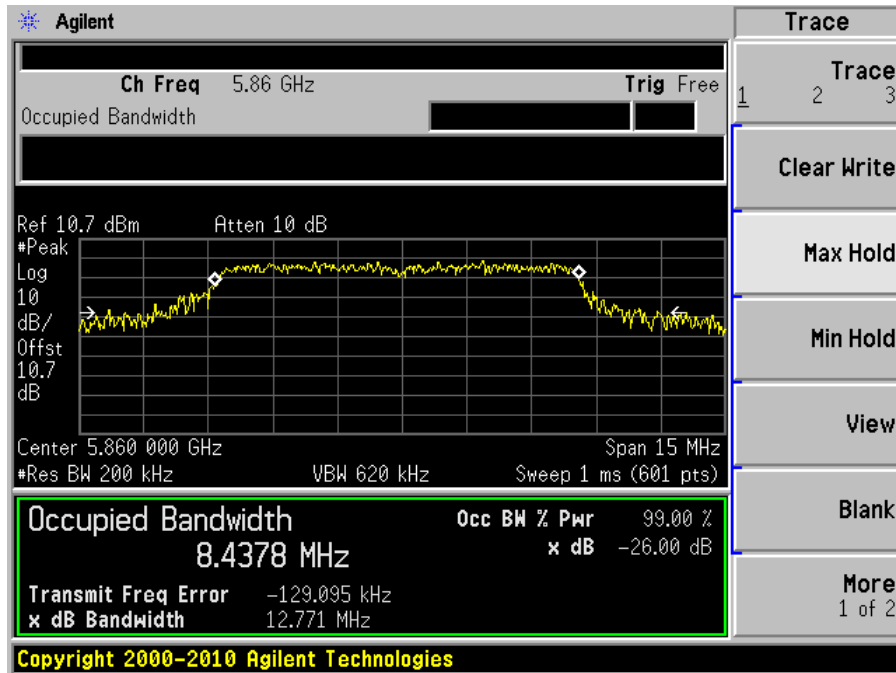 Agilent
Trace
Ch Freq 5.86 GHz Trig Free
Occupied Bandwidth
Trace
1 2 3
Clear Write
Max Hold
Min Hold
View
Blank
More
1 of 2
Ref 10.7 dBm Atten 10 dB
#Peak
Log
10
dB/
Offst
10.7
dB
Center 5.860 000 GHz Span 15 MHz
#Res BW 200 kHz VBW 620 kHz Sweep 1 ms (601 pts)
Occupied Bandwidth
8.4378 MHz
Occ BW % Pwr 99.00 %
x dB -26.00 dB
Transmit Freq Error -129.095 kHz
x dB Bandwidth 12.771 MHz
Copyright 2000-2010 Agilent Technologies